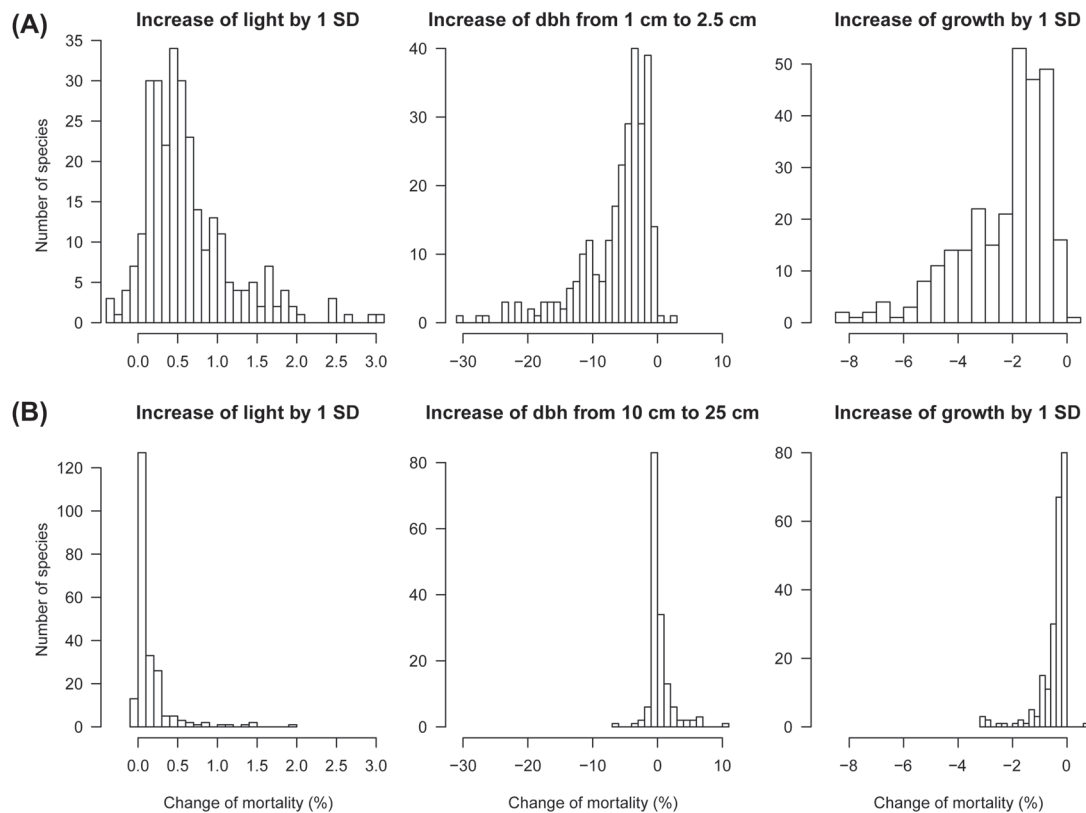 (A)
Increase of light by 1 SD
Increase of dbh from 1 cm to 2.5 cm
Increase of growth by 1 SD
Number of species
35
30
25
20
15
10
5
0
0.0 0.5 1.0 1.5 2.0 2.5 3.0
40
30
20
10
0
−30 −20 −10 0 10
50
40
30
20
10
0
−8 −6 −4 −2 0
(B)
Increase of light by 1 SD
Increase of dbh from 10 cm to 25 cm
Increase of growth by 1 SD
Number of species
120
100
80
60
40
20
0
0.0 0.5 1.0 1.5 2.0 2.5 3.0
Change of mortality (%)
80
60
40
20
0
−30 −20 −10 0 10
Change of mortality (%)
80
60
40
20
0
−8 −6 −4 −2 0
Change of mortality (%)